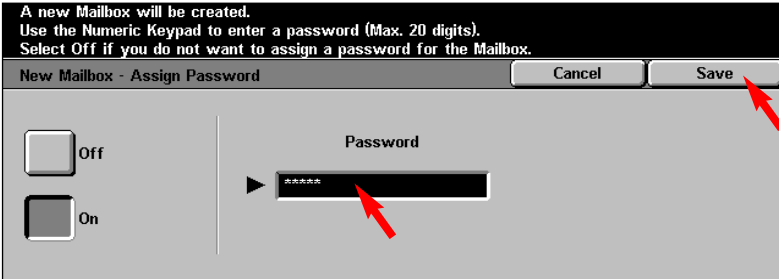 A new Mailbox will be created.
Use the Numeric Keypad to enter a password (Max. 20 digits).
Select Off if you do not want to assign a password for the Mailbox.
New Mailbox - Assign Password
Cancel
Save
Off
Password
*****
On